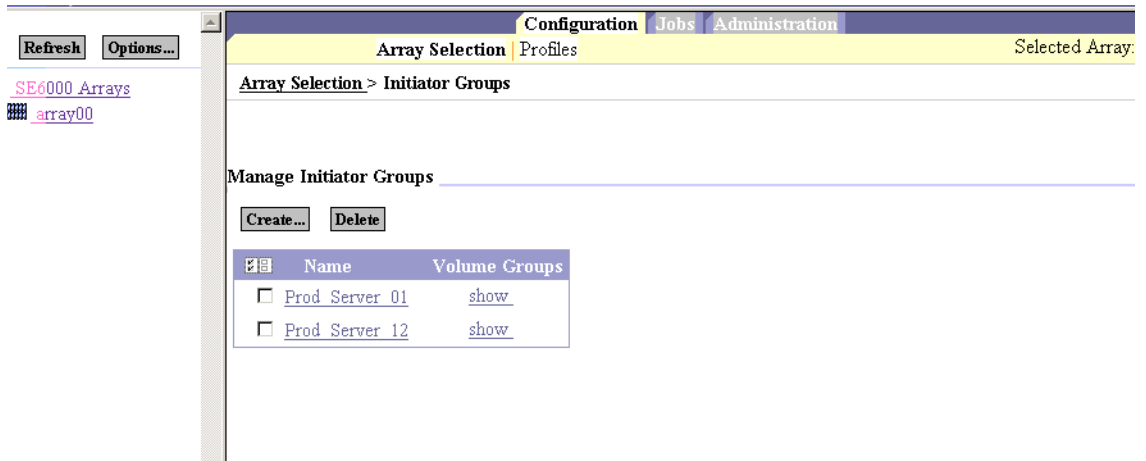 Refresh Options...
SE6000 Arrays
array00
Configuration Jobs Administration
Array Selection | Profiles
Selected Array:
Array Selection > Initiator Groups
Manage Initiator Groups
Create... Delete
Name Volume Groups
Prod_Server_01 show
Prod_Server_12 show